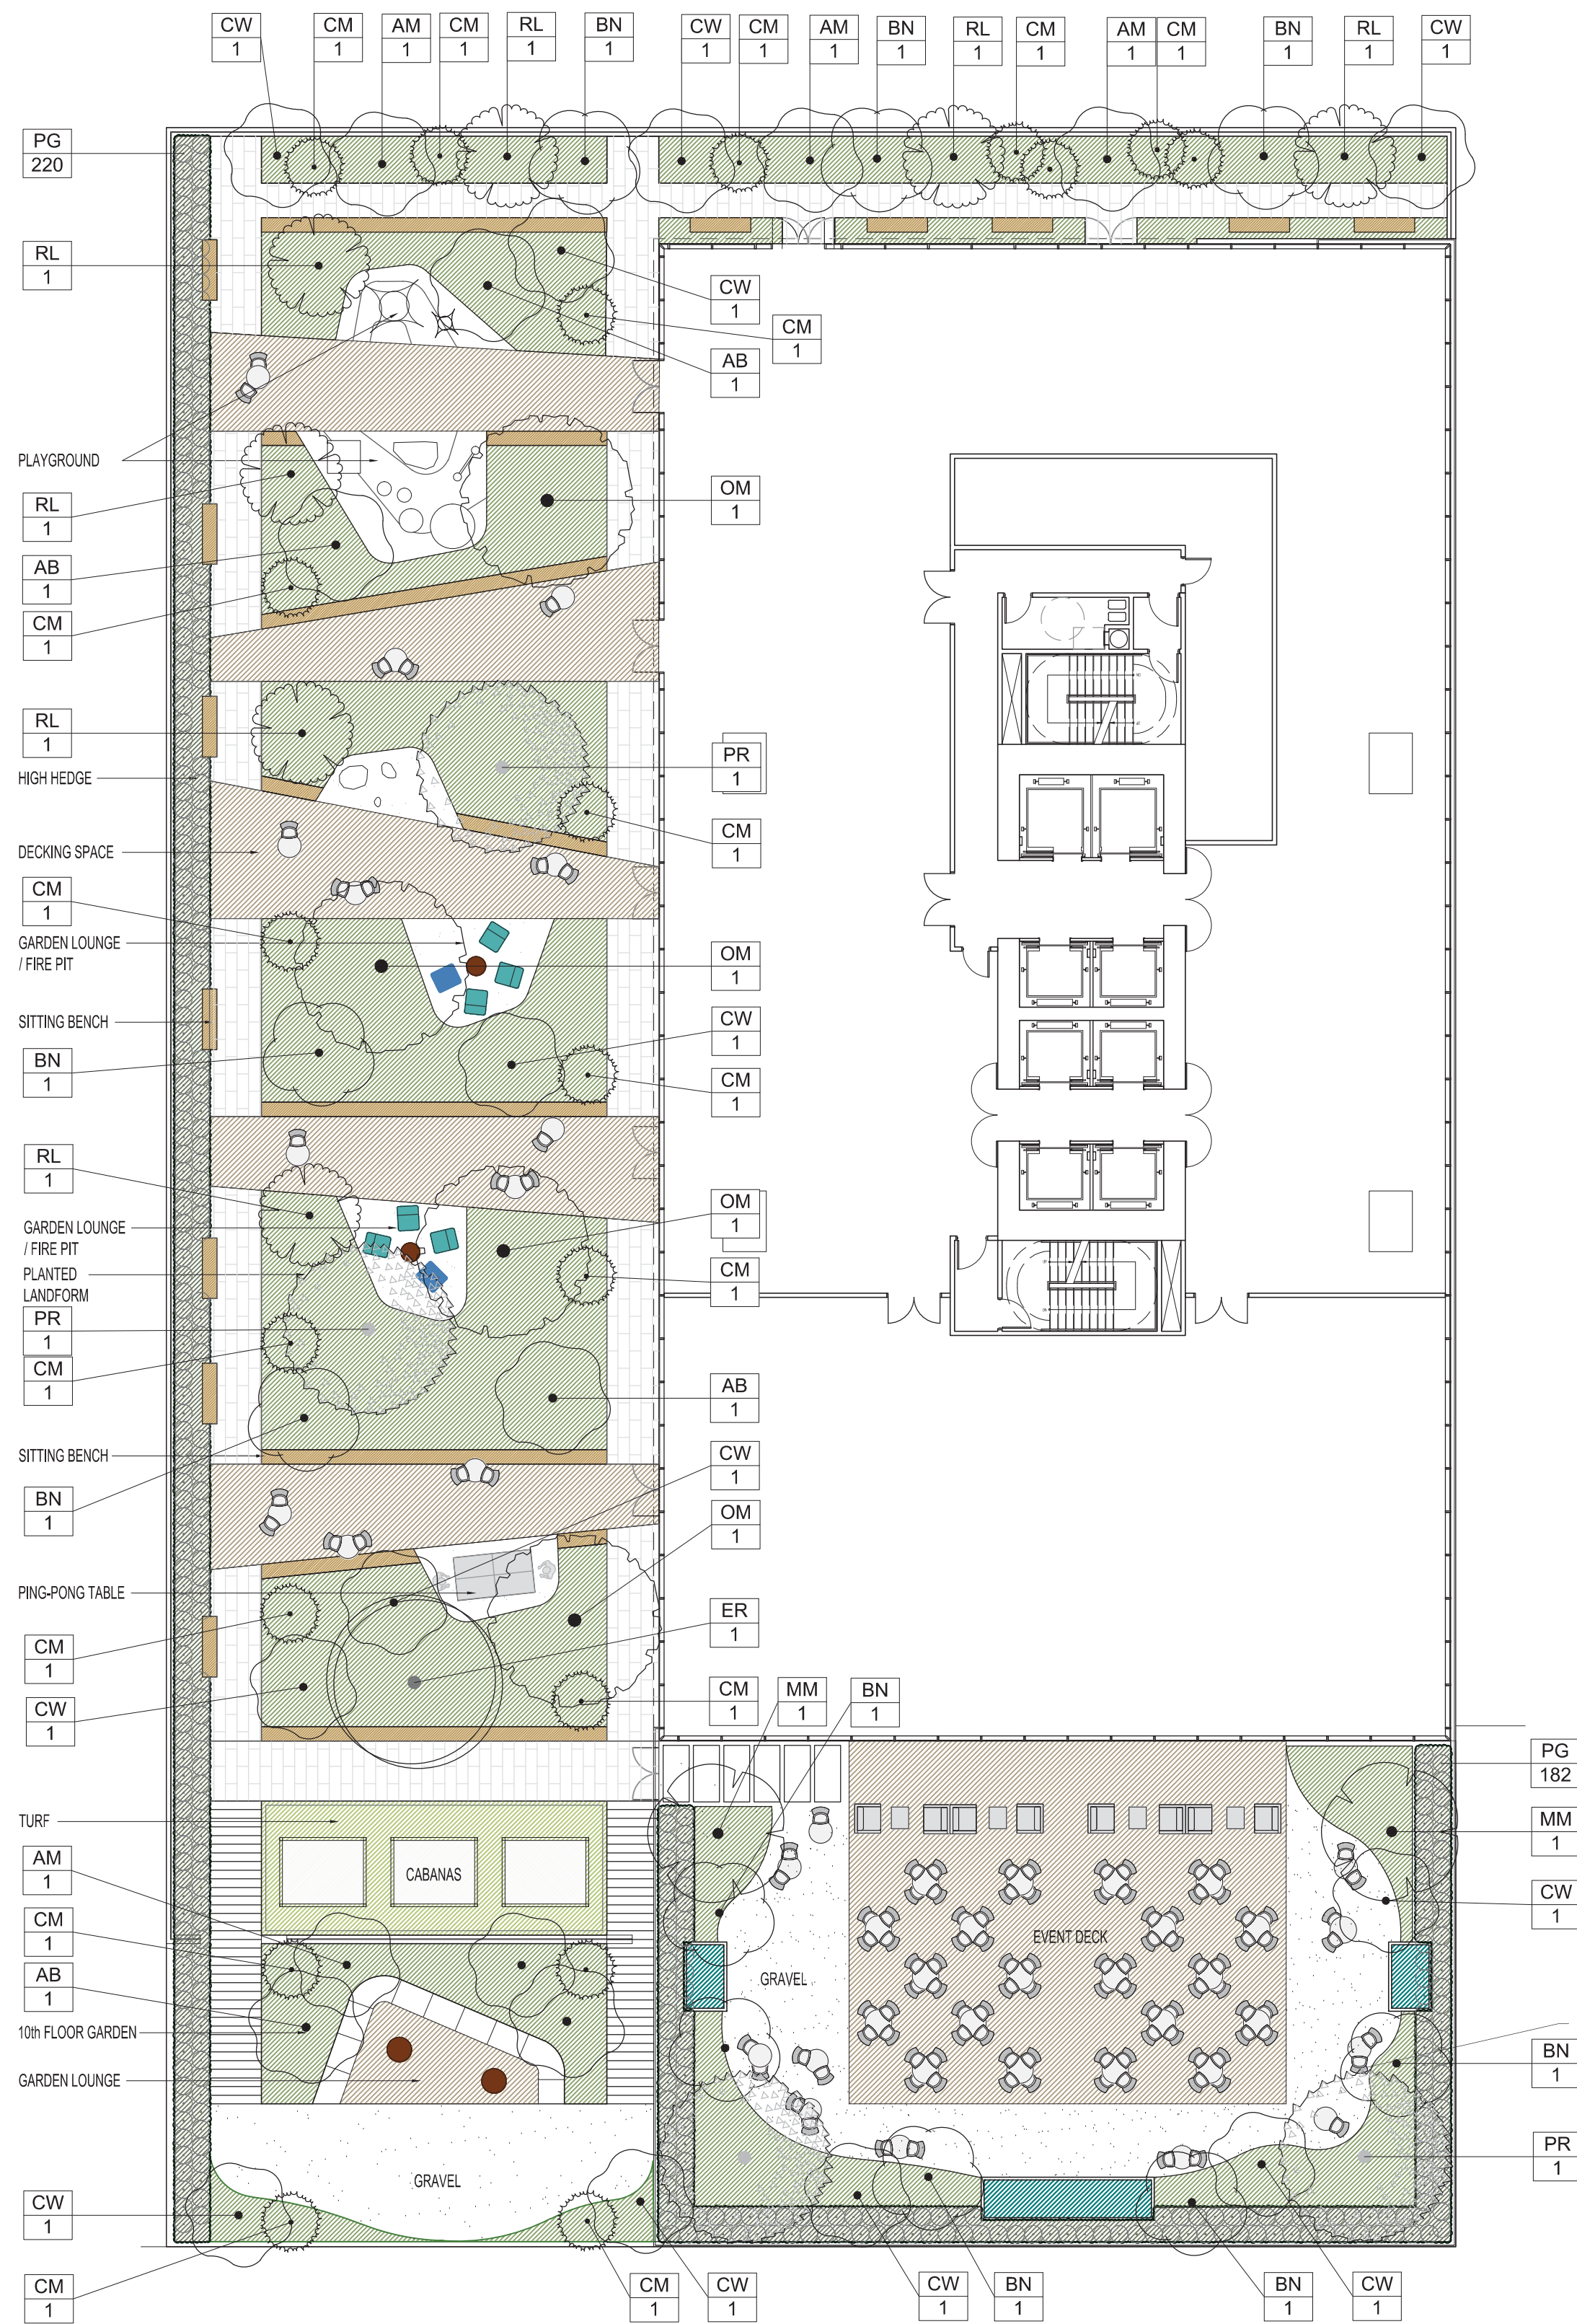 CW
1
CM
1
AM
1
CM
1
RL
1
BN
1
CW
1
CM
1
AM
1
BN
1
RL
1
CM
1
AM
1
CM
1
BN
1
RL
1
CW
1
PG
220
RL
1
CW
1
CM
1
AB
1
PLAYGROUND
RL
1
OM
1
AB
1
CM
1
RL
1
PR
1
HIGH HEDGE
CM
1
DECKING SPACE
CM
1
GARDEN LOUNGE
/ FIRE PIT
OM
1
SITTING BENCH
CW
1
BN
1
CM
1
RL
1
OM
1
GARDEN LOUNGE
/ FIRE PIT
PLANTED
LANDFORM
CM
1
PR
1
CM
1
AB
1
SITTING BENCH
CW
1
BN
1
OM
1
PING-PONG TABLE
ER
1
CM
1
CW
1
CM
1
MM
1
BN
1
PG
182
TURF
MM
1
AM
1
CABANAS
CW
1
CM
1
EVENT DECK
AB
1
GRAVEL
10th FLOOR GARDEN
BN
1
GARDEN LOUNGE
PR
1
GRAVEL
CW
1
CM
1
CM
1
CW
1
CW
1
BN
1
BN
1
CW
1